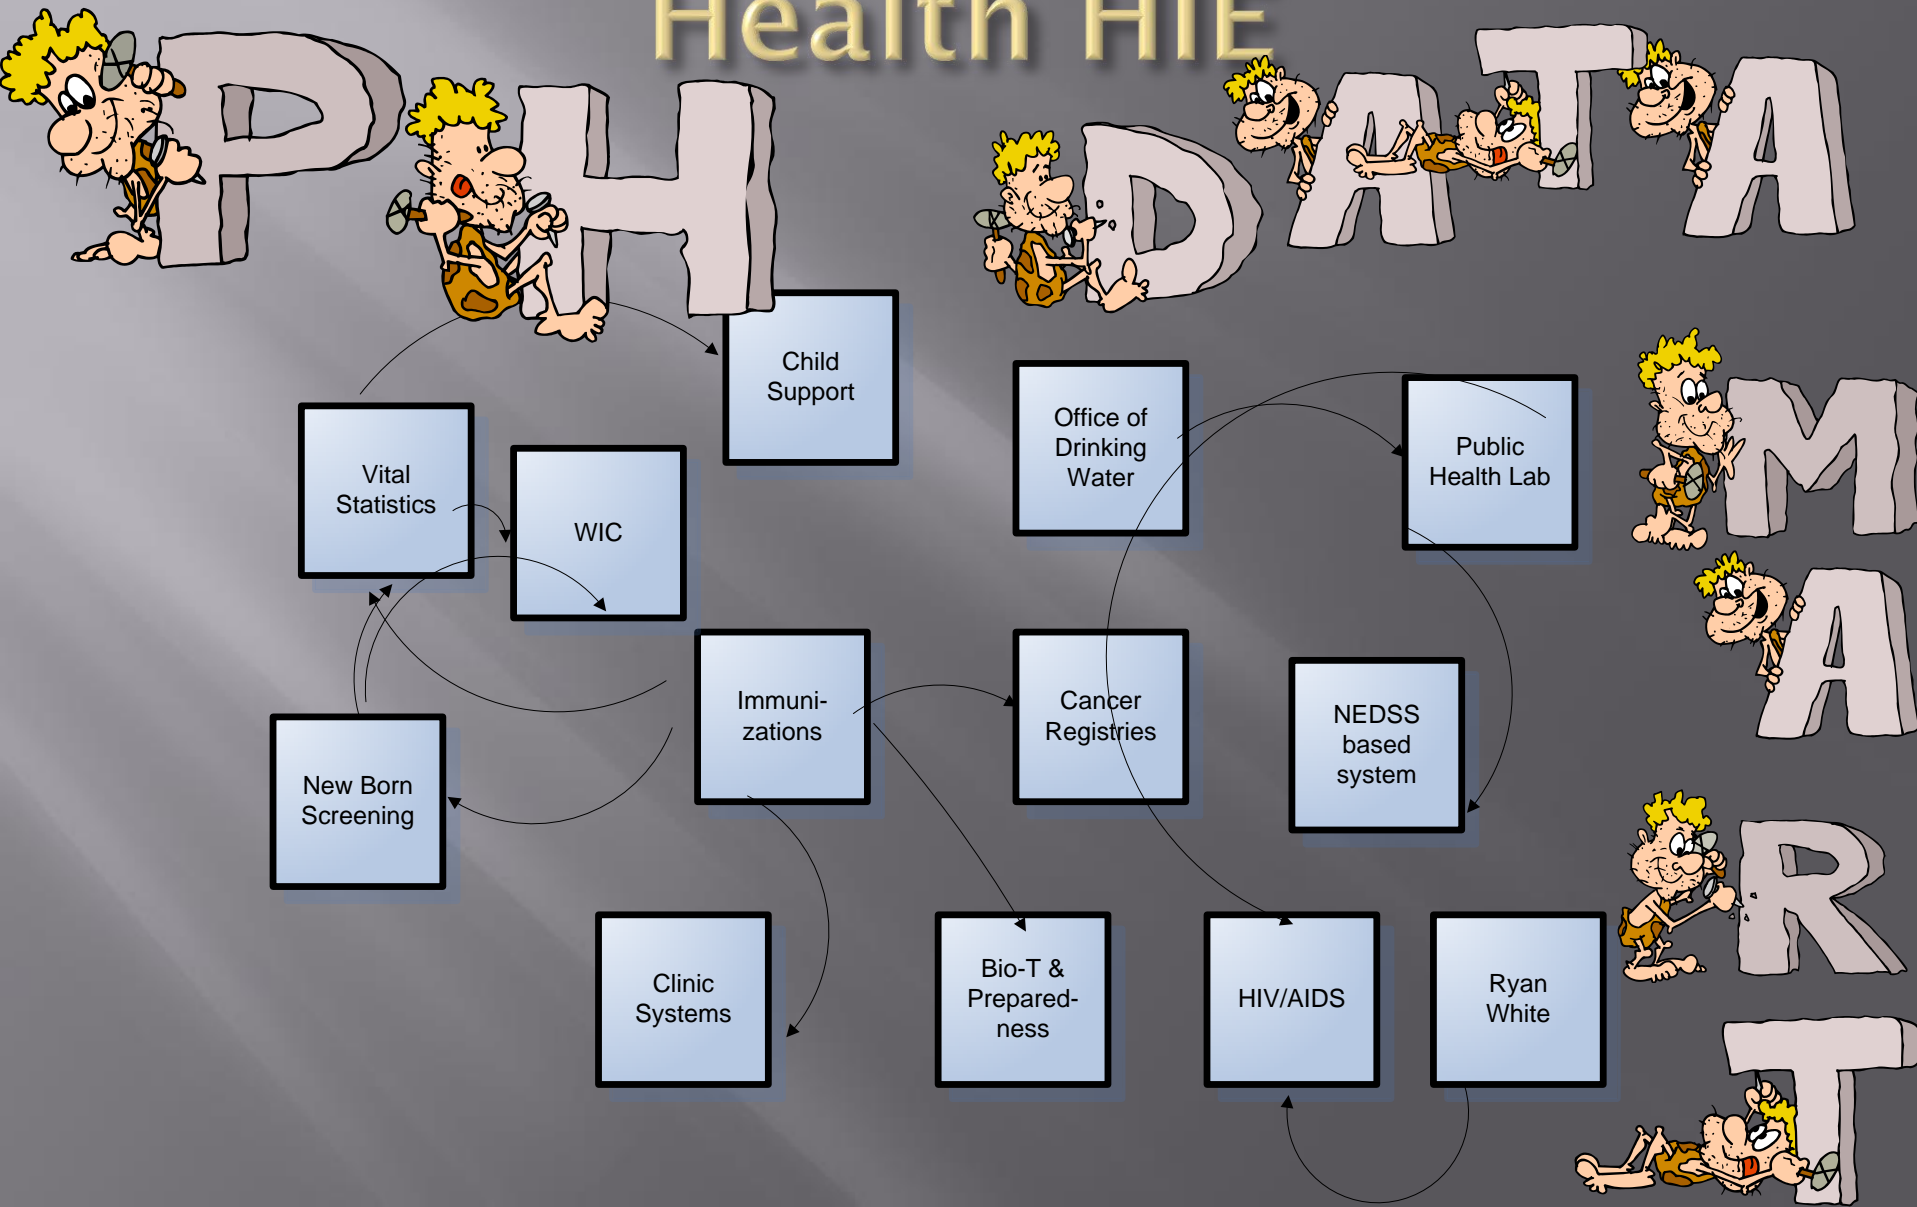 Health HIE
PH DATA
MART
Child
Support
Vital
Statistics
WIC
Office of
Drinking
Water
Public
Health Lab
Immuni-
zations
Cancer
Registries
NEDSS
based
system
New Born
Screening
Clinic
Systems
Bio-T &
Prepared-
ness
HIV/AIDS
Ryan
White